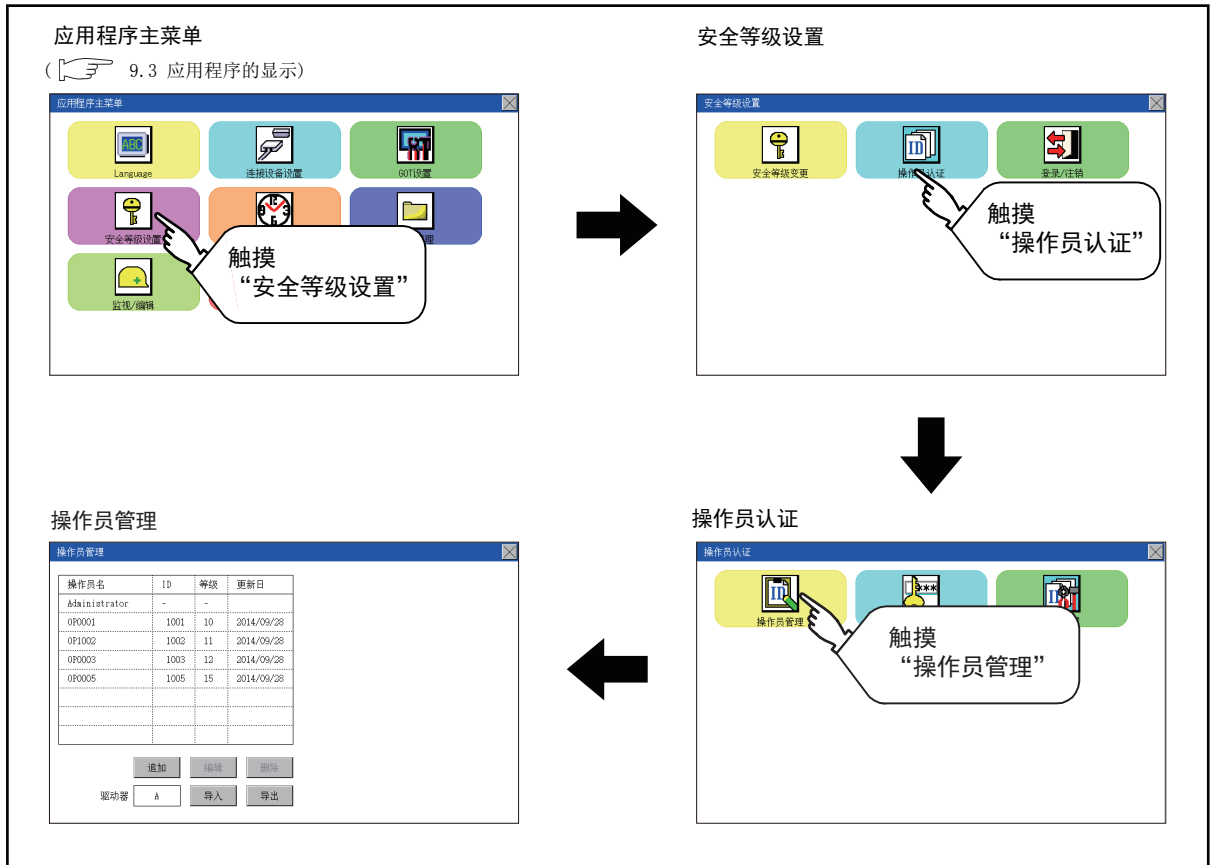 应用程序主菜单
( 9.3 应用程序的显示)
应用程序主菜单
Language
连接设备设置
GOT设置
安全等级设置
监视/编辑
触摸
“安全等级设置”
安全等级设置
安全等级设置
安全等级变更
操作员认证
登录/注销
触摸
“操作员认证”
操作员认证
操作员认证
操作员管理
触摸
“操作员管理”
操作员管理
操作员管理
操作员名 ID 等级 更新日
Administrator - -
OP0001 1001 10 2014/09/28
OP1002 1002 11 2014/09/28
OP0003 1003 12 2014/09/28
OP0005 1005 15 2014/09/28
追加 编辑 删除
驱动器 A 导入 导出